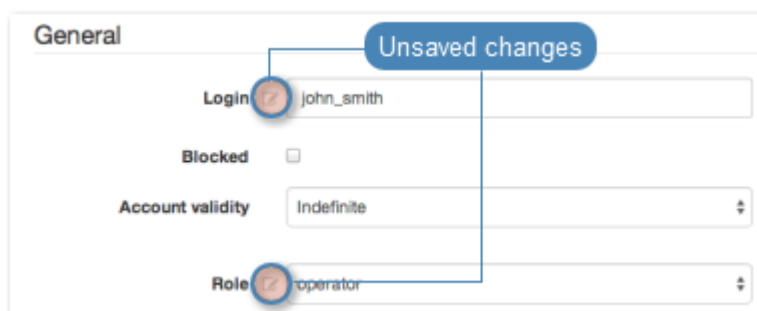 General
Unsaved changes
Login john_smith
Blocked
Account validity Indefinite
Role operator